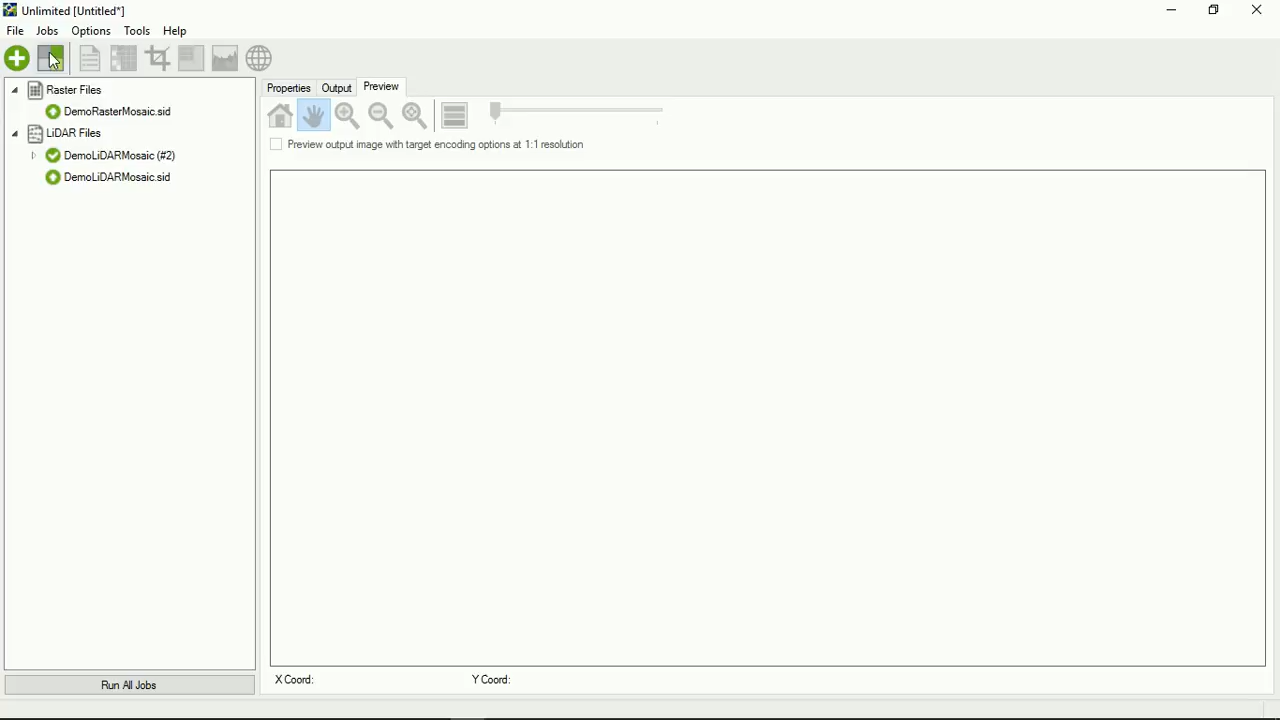 Unlimited [Untitled*]
File Jobs Options Tools Help
Raster Files
DemoRasterMosaic.sid
LiDAR Files
DemoLiDARMosaic (#2)
DemoLiDARMosaic.sid
Run All Jobs
Properties Output Preview
Preview output image with target encoding options at 1:1 resolution
X Coord: Y Coord: